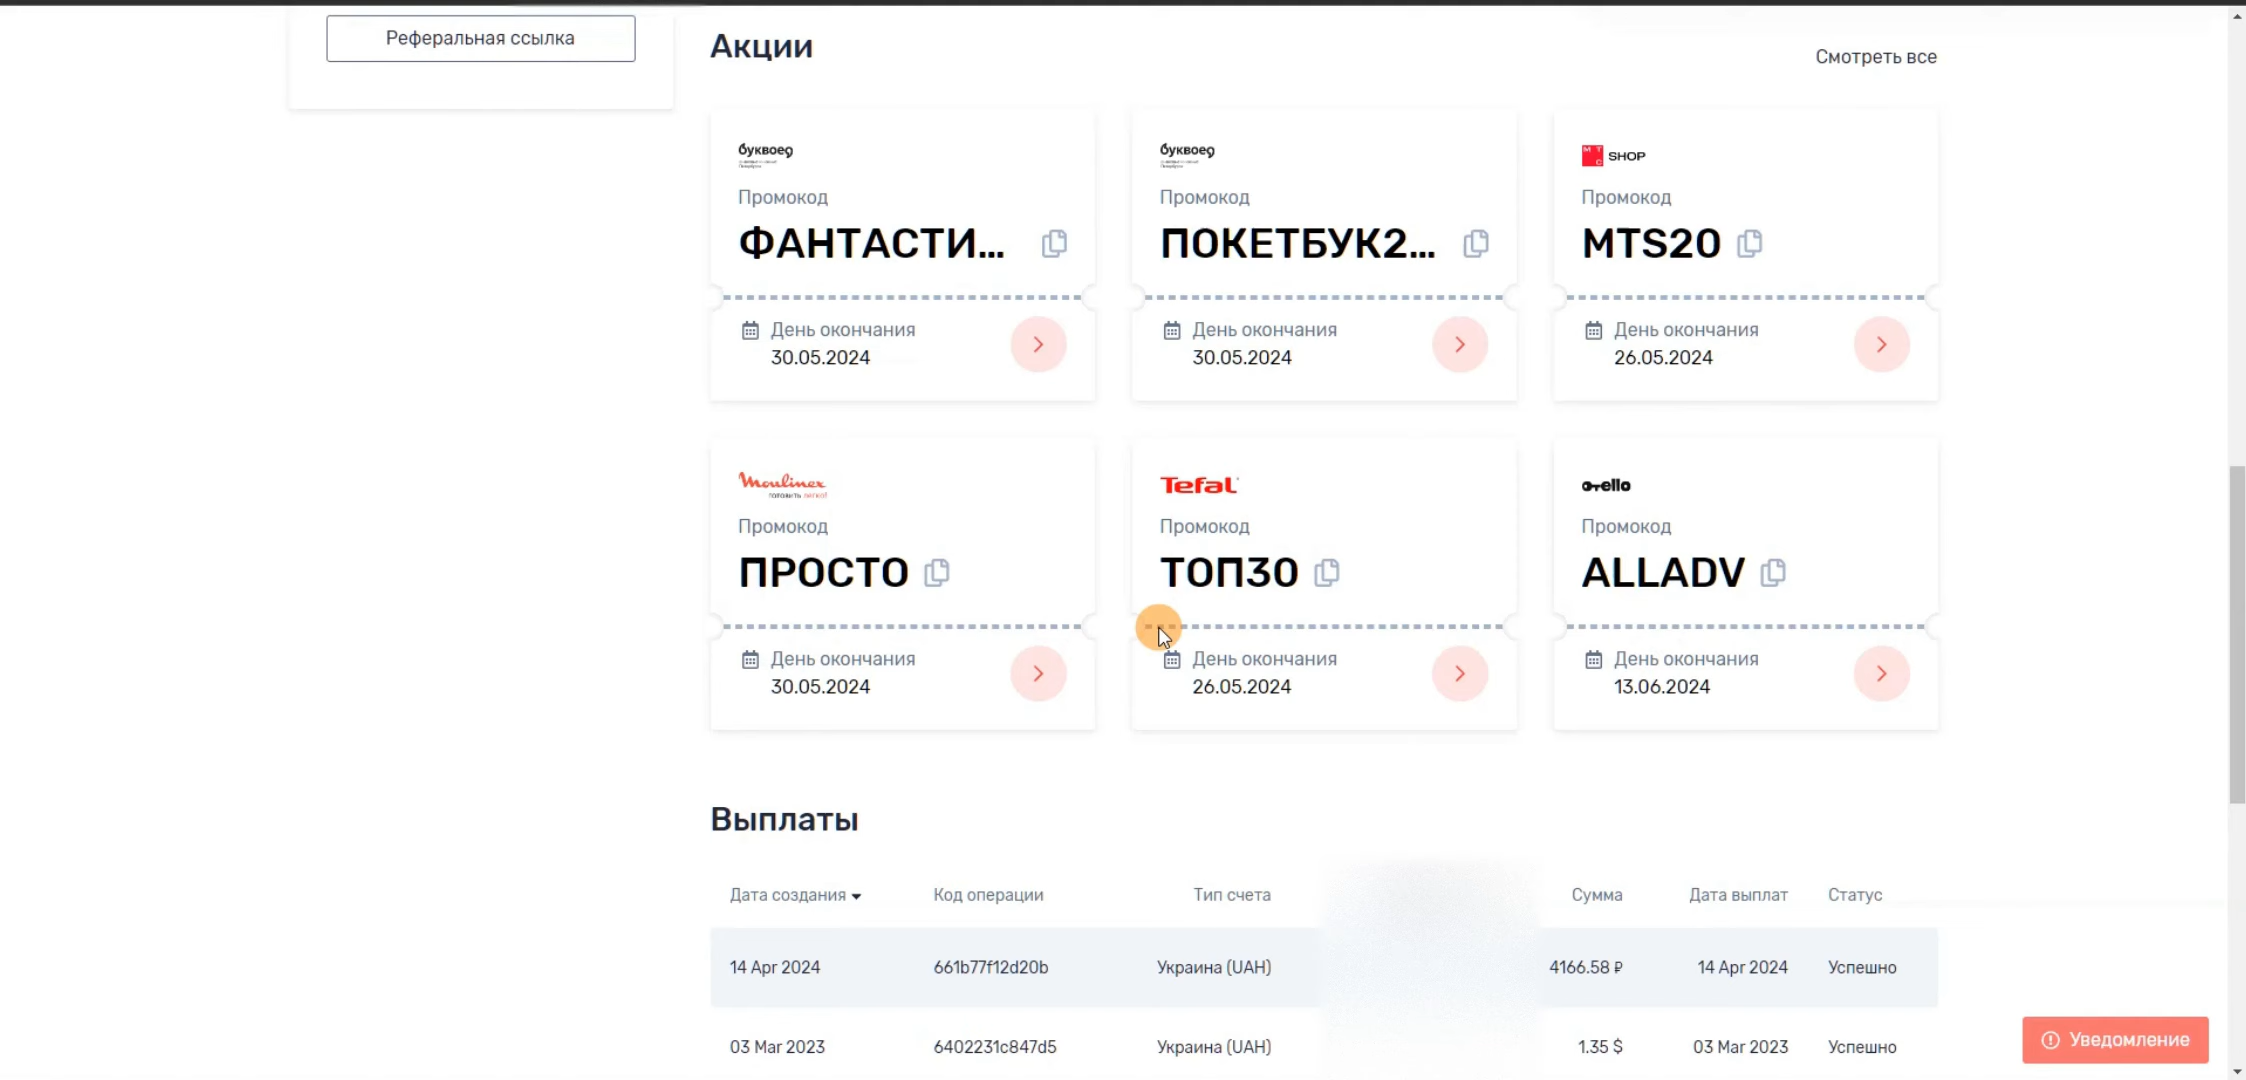 Реферальная ссылка
Акции
Смотреть все
буквоед
Промокод
ФАНТАСТИ...
День окончания
30.05.2024
буквоед
Промокод
ПОКЕТБУК2...
День окончания
30.05.2024
МТС SHOP
Промокод
MTS20
День окончания
26.05.2024
Moulinex
готовить легко!
Промокод
ПРОСТО
День окончания
30.05.2024
Tefal
Промокод
ТОП30
День окончания
26.05.2024
Промокод
ALLADV
День окончания
13.06.2024
Выплаты
Дата создания Код операции Тип счета Сумма Дата выплат Статус
14 Apr 2024 661b77f12d20b Украина (UAH) 4166.58 ₽ 14 Apr 2024 Успешно
03 Mar 2023 6402231c847d5 Украина (UAH) 1.35 $ 03 Mar 2023 Успешно
Уведомление